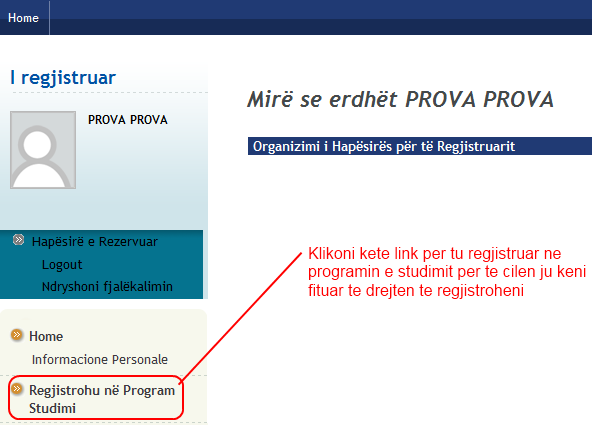 Home
I regjistruar
PROVA PROVA
Mirë se erdhët PROVA PROVA
Organizimi i Hapësirës për të Regjistruarit
Hapësirë e Rezervuar
Logout
Ndryshoni fjalëkalimin
Klikoni kete link per tu regjistruar ne
programin e studimit per te cilen ju keni
fituar te drejten te regjistroheni
Home
Informacione Personale
Regjistrohu në Program
Studimi